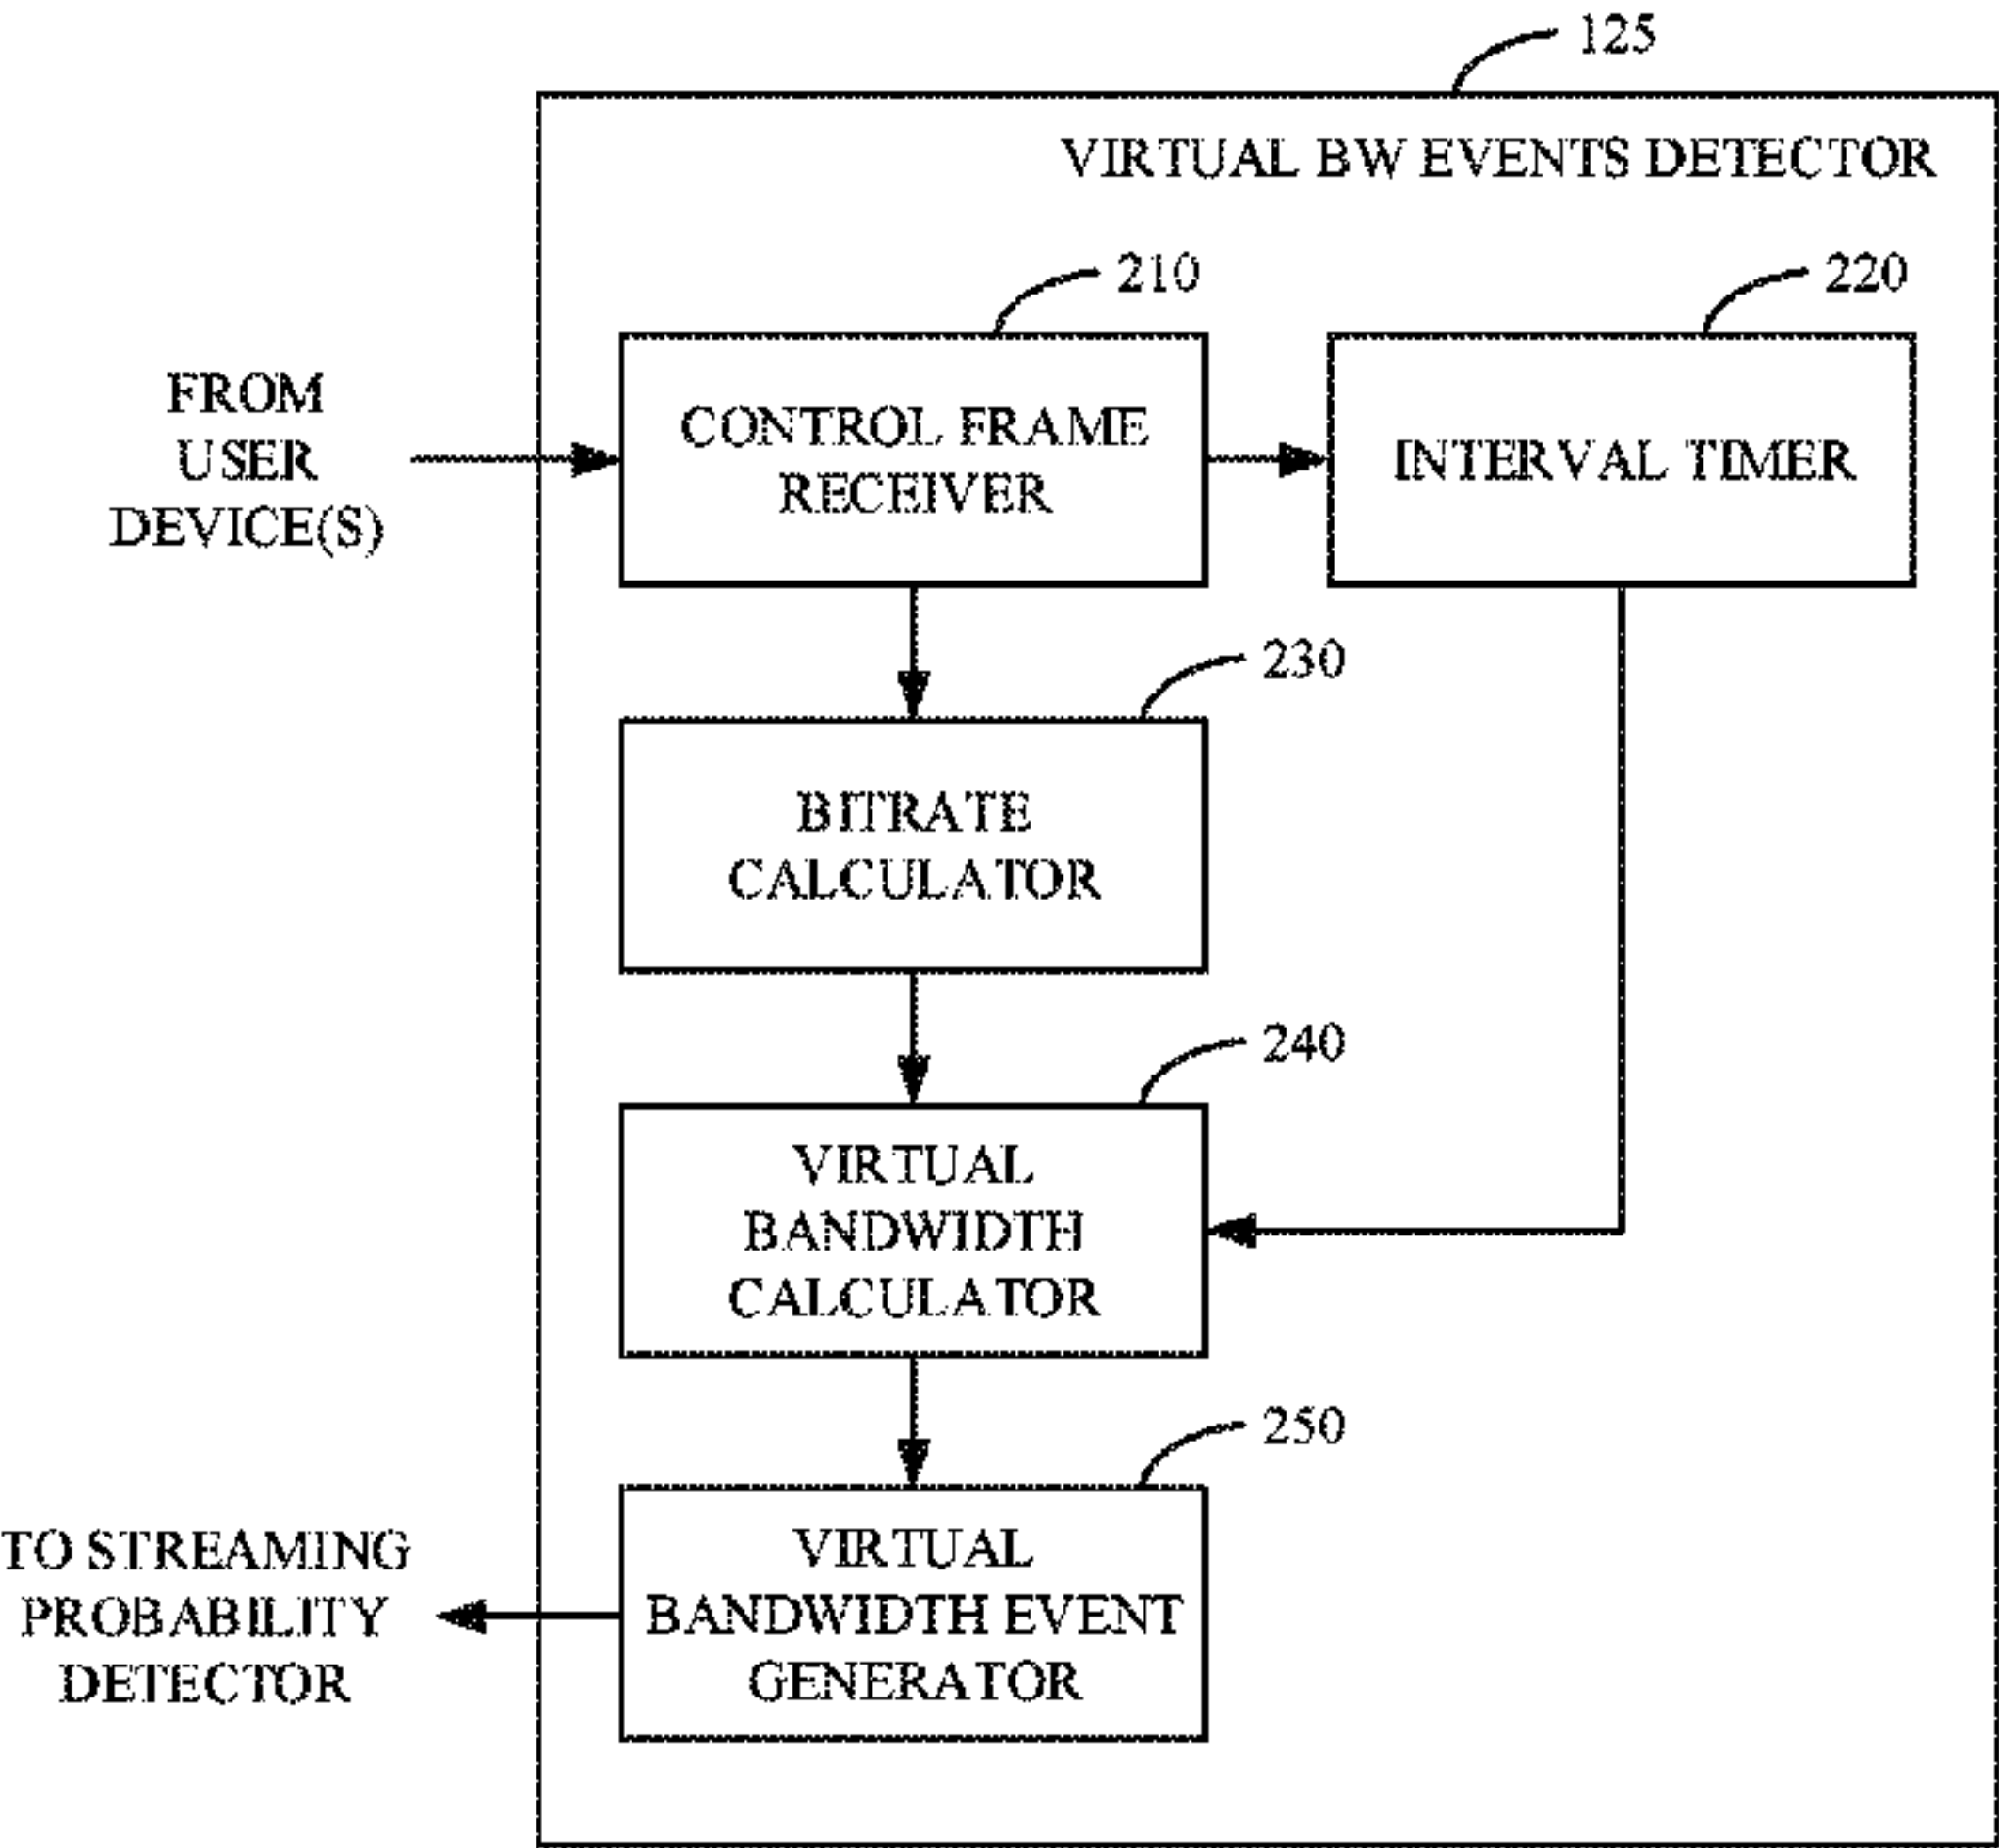 125
VIRTUAL BW EVENTS DETECTOR
210
220
FROM
USER
DEVICE(S)
CONTROL FRAME
RECEIVER
INTERVAL TIMER
230
BITRATE
CALCULATOR
240
VIRTUAL
BANDWIDTH
CALCULATOR
250
TO STREAMING
PROBABILITY
DETECTOR
VIRTUAL
BANDWIDTH EVENT
GENERATOR